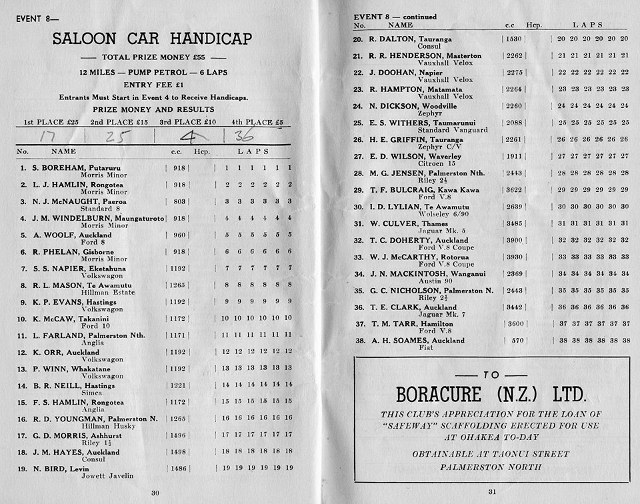 EVENT 8—
SALOON CAR HANDICAP
TOTAL PRIZE MONEY £55
12 MILES — PUMP PETROL — 6 LAPS
ENTRY FEE £1
Entrants Must Start in Event 4 to Receive Handicaps.
PRIZE MONEY AND RESULTS
1st PLACE £25 2nd PLACE £15 3rd PLACE £10 4th PLACE £5
17 25 4 36
No. NAME c.c. Hcp. LAPS
1. S. BOREHAM, Putaruru 918 1 1 1 1 1 1
Morris Minor
2. L. J. HAMLIN, Rongotea 918 2 2 2 2 2 2
Morris Minor
3. N. J. McNAUGHT, Paeroa 803 3 3 3 3 3 3
Standard 8
4. J. M. WINDELBURN, Maungaturoto 918 4 4 4 4 4 4
Morris Minor
5. A. WOOLF, Auckland 960 5 5 5 5 5 5
Ford 8
6. R. PHELAN, Gisborne 918 6 6 6 6 6 6
Morris Minor
7. S. S. NAPIER, Eketahuna 1192 7 7 7 7 7 7
Volkswagon
8. R. L. MASON, Te Awamutu 1265 8 8 8 8 8 8
Hillman Estate
9. K. P. EVANS, Hastings 1192 9 9 9 9 9 9
Volkswagon
10. K. McCAW, Takanini 1172 10 10 10 10 10 10
Ford 10
11. L. FARLAND, Palmerston Nth. 1171 11 11 11 11 11 11
Anglia
12. K. ORR, Auckland 1192 12 12 12 12 12 12
Volkswagon
13. P. WINN, Whakatane 1192 13 13 13 13 13 13
Volkswagon
14. B. R. NEILL, Hastings 1221 14 14 14 14 14 14
Simca
15. F. S. HAMLIN, Rongotea 1172 15 15 15 15 15 15
Anglia
16. R. D. YOUNGMAN, Palmerston N. 1265 16 16 16 16 16 16
Hillman Husky
17. G. D. MORRIS, Ashhurst 1496 17 17 17 17 17 17
Riley 1½
18. J. M. HAYES, Auckland 1498 18 18 18 18 18 18
Consul
19. N. BIRD, Levin 1486 19 19 19 19 19 19
Jowett Javelin
30
EVENT 8 — continued
No. NAME c.c. Hcp. LAPS
20. R. DALTON, Tauranga 1530 20 20 20 20 20 20
Consul
21. R. R. HENDERSON, Masterton 2262 21 21 21 21 21 21
Vauxhall Velox
22. J. DOOHAN, Napier 2275 22 22 22 22 22 22
Vauxhall Velox
23. R. HAMPTON, Matamata 2264 23 23 23 23 23 23
Vauxhall Velox
24. N. DICKSON, Woodville 2260 24 24 24 24 24 24
Zephyr
25. E. S. WITHERS, Taumarunui 2088 25 25 25 25 25 25
Standard Vanguard
26. H. E. GRIFFIN, Tauranga 2261 26 26 26 26 26 26
Zephyr C/V
27. E. D. WILSON, Waverley 1911 27 27 27 27 27 27
Citroen 15
28. M. G. JENSEN, Palmerston N. 2443 28 28 28 28 28 28
Riley 2½
29. T. F. BULCRAIG, Kawa Kawa 3622 29 29 29 29 29 29
Ford V.8
30. I. D. LYLIAN, Te Awamutu 2639 30 30 30 30 30 30
Wolseley 6/90
31. W. CULVER, Thames 3485 31 31 31 31 31 31
Jaguar Mk. 5
32. T. C. DOHERTY, Auckland 3900 32 32 32 32 32 32
Ford V.8 Coupe
33. W. J. McCARTHY, Rotorua 3930 33 33 33 33 33 33
Ford V.8 Coupe
34. J. N. MACKINTOSH, Wanganui 2369 34 34 34 34 34 34
Austin 90
35. G. C. NICHOLSON, Palmerston N. 2443 35 35 35 35 35 35
Riley 2½
36. T. E. CLARK, Auckland 3442 36 36 36 36 36 36
Jaguar Mk. 7
37. T. M. TARR, Hamilton 3600 37 37 37 37 37 37
Ford V.8
38. A. H. SOAMES, Auckland 570 38 38 38 38 38 38
Fiat
— TO —
BORACURE (N.Z.) LTD.
THIS CLUB'S APPRECIATION FOR THE LOAN OF
"SAFEWAY" SCAFFOLDING ERECTED FOR USE
AT OHAKEA TO-DAY
OBTAINABLE AT TAONUI STREET
PALMERSTON NORTH
31